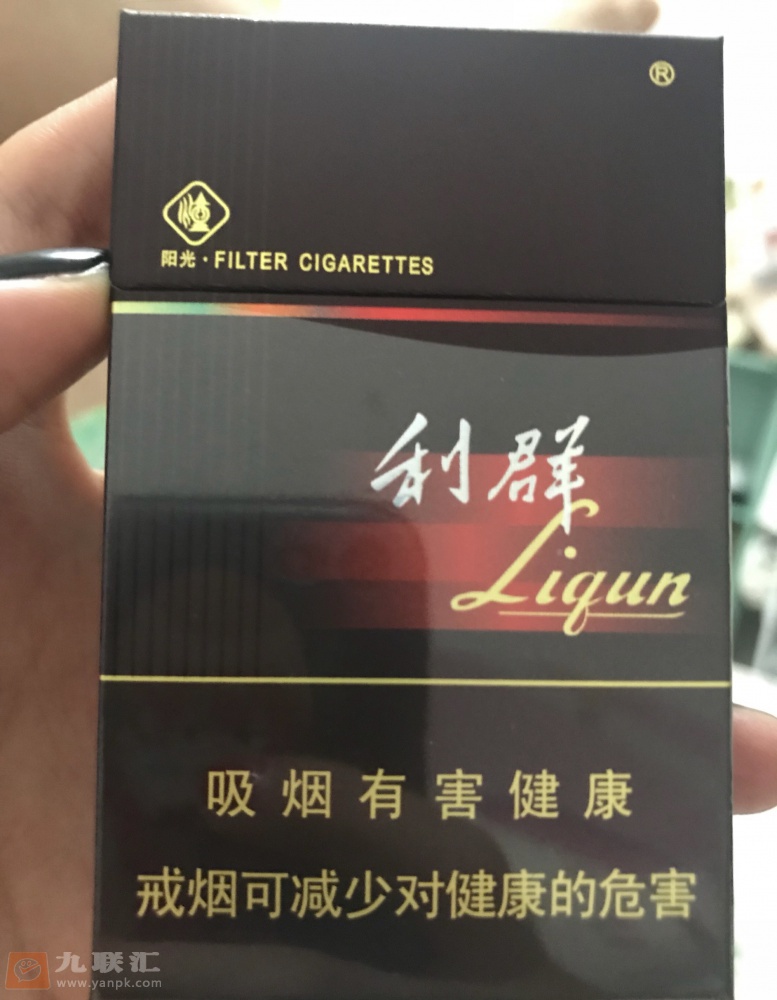 ®
阳光·FILTER CIGARETTES
利群
Liqun
吸烟有害健康
戒烟可减少对健康的危害
九联汇
www.yanpk.com